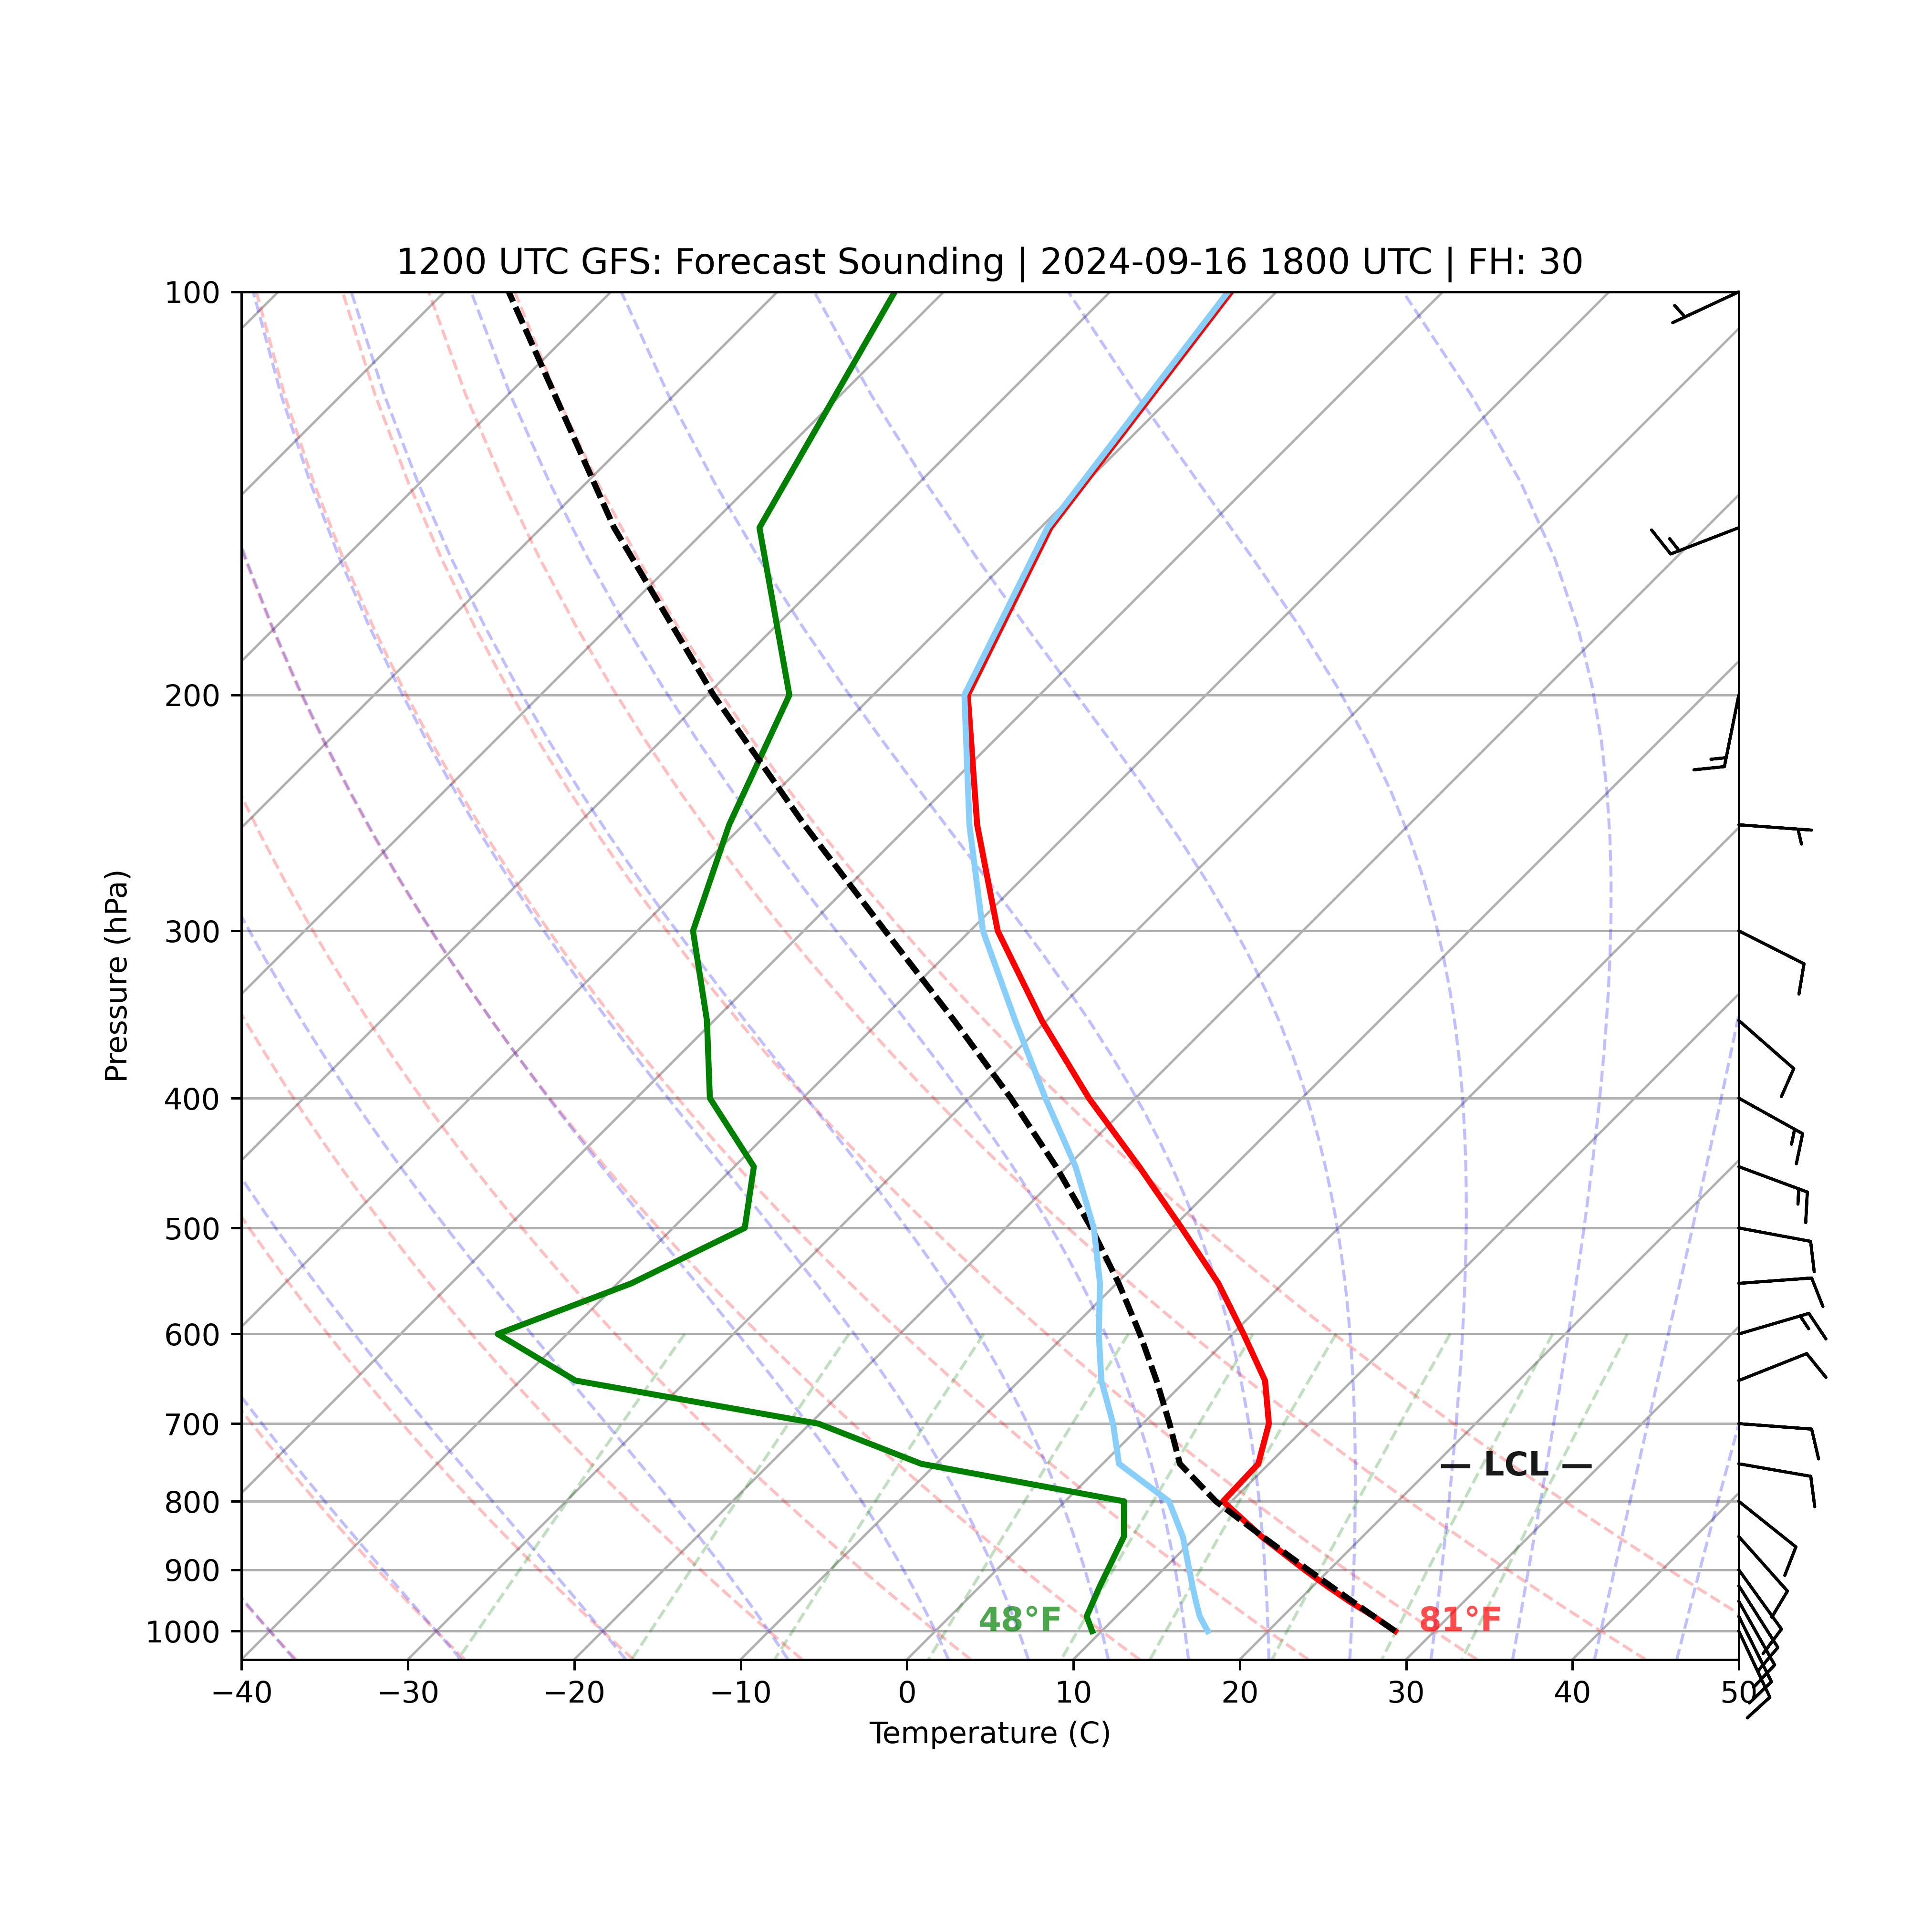 1200 UTC GFS: Forecast Sounding | 2024-09-16 1800 UTC | FH: 30
100
200
300
400
500
600
700
800
900
1000
Pressure (hPa)
— LCL —
48°F
81°F
−40 −30 −20 −10 0 10 20 30 40 50
Temperature (C)